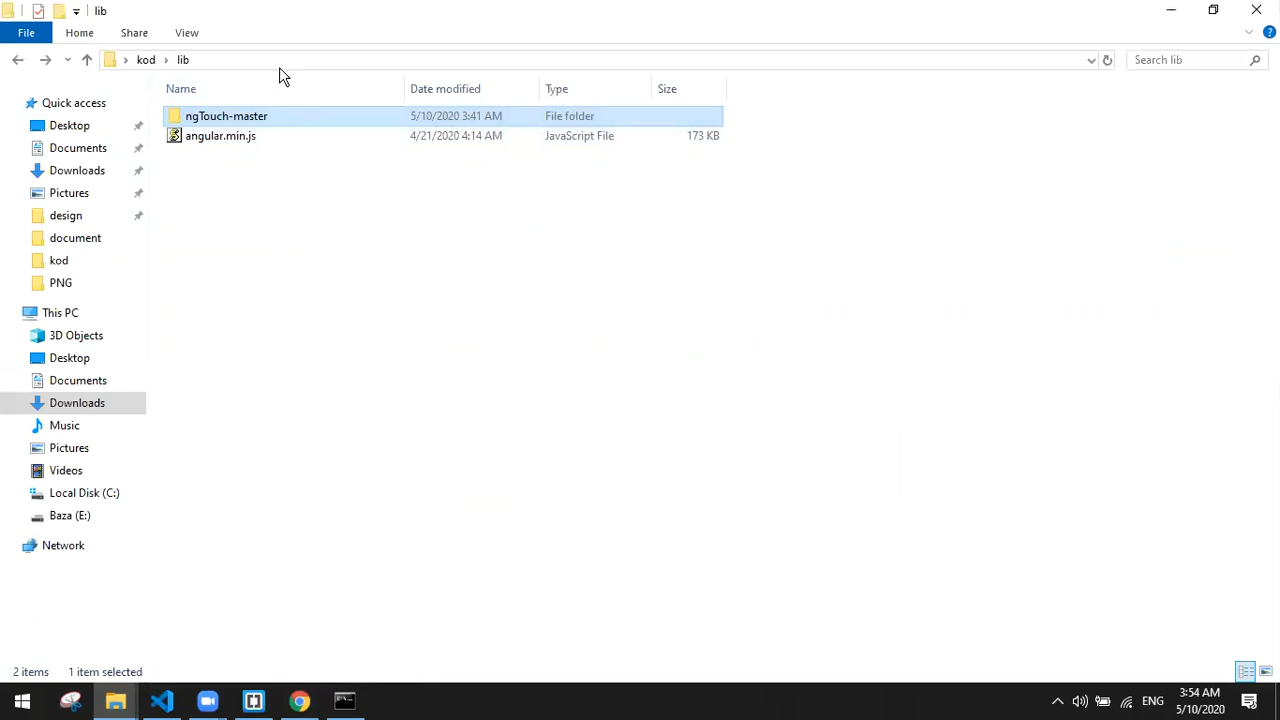 lib
File Home Share View
kod lib Search lib
Name Date modified Type Size
ngTouch-master 5/10/2020 3:41 AM File folder
angular.min.js 4/21/2020 4:14 AM JavaScript File 173 KB
Quick access
Desktop
Documents
Downloads
Pictures
design
document
kod
PNG
This PC
3D Objects
Desktop
Documents
Downloads
Music
Pictures
Videos
Local Disk (C:)
Baza (E:)
Network
2 items 1 item selected
ENG 3:54 AM
5/10/2020